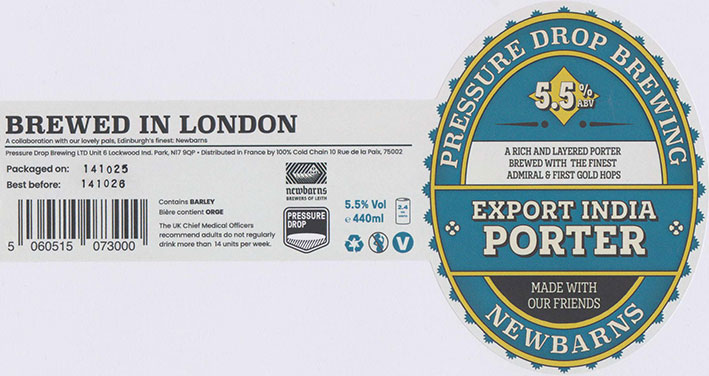 BREWED IN LONDON
A collaboration with our lovely pals, Edinburgh's finest: Newbarns
Pressure Drop Brewing LTD Unit 6 Lockwood Ind. Park, N17 9QP • Distributed in France by 100% Cold Chain 10 Rue de la Paix, 75002
Packaged on: 141025
Best before: 141026
5 060515 073000
Contains BARLEY
Bière contient ORGE
The UK Chief Medical Officers
recommend adults do not regularly
drink more than 14 units per week.
newbarns
BREWERS OF LEITH
PRESSURE
DROP
5.5% Vol
℮ 440ml
2.4
V
PRESSURE DROP BREWING
5.5% ABV
A RICH AND LAYERED PORTER
BREWED WITH THE FINEST
ADMIRAL & FIRST GOLD HOPS
EXPORT INDIA
PORTER
MADE WITH
OUR FRIENDS
NEWBARNS